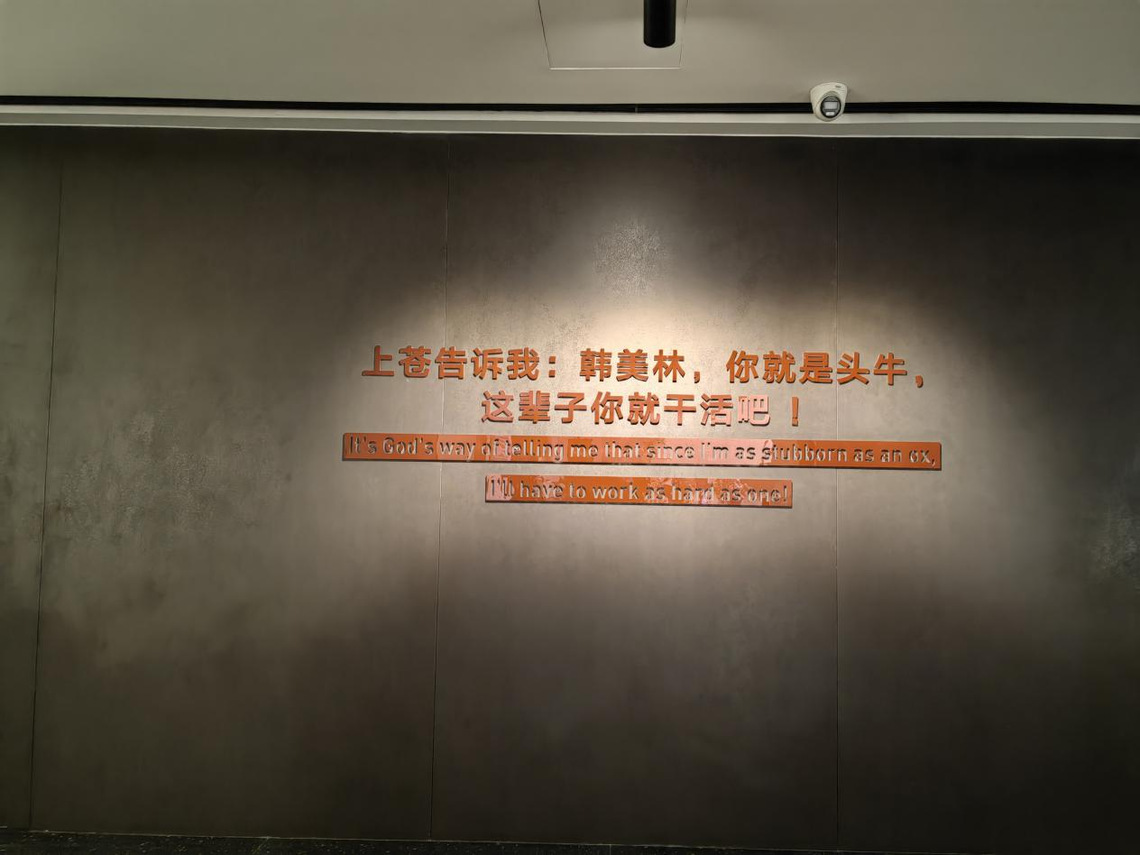 上苍告诉我：韩美林，你就是头牛，
这辈子你就干活吧！
It's God's way of telling me that since I'm as stubborn as an ox,
I'll have to work as hard as one!